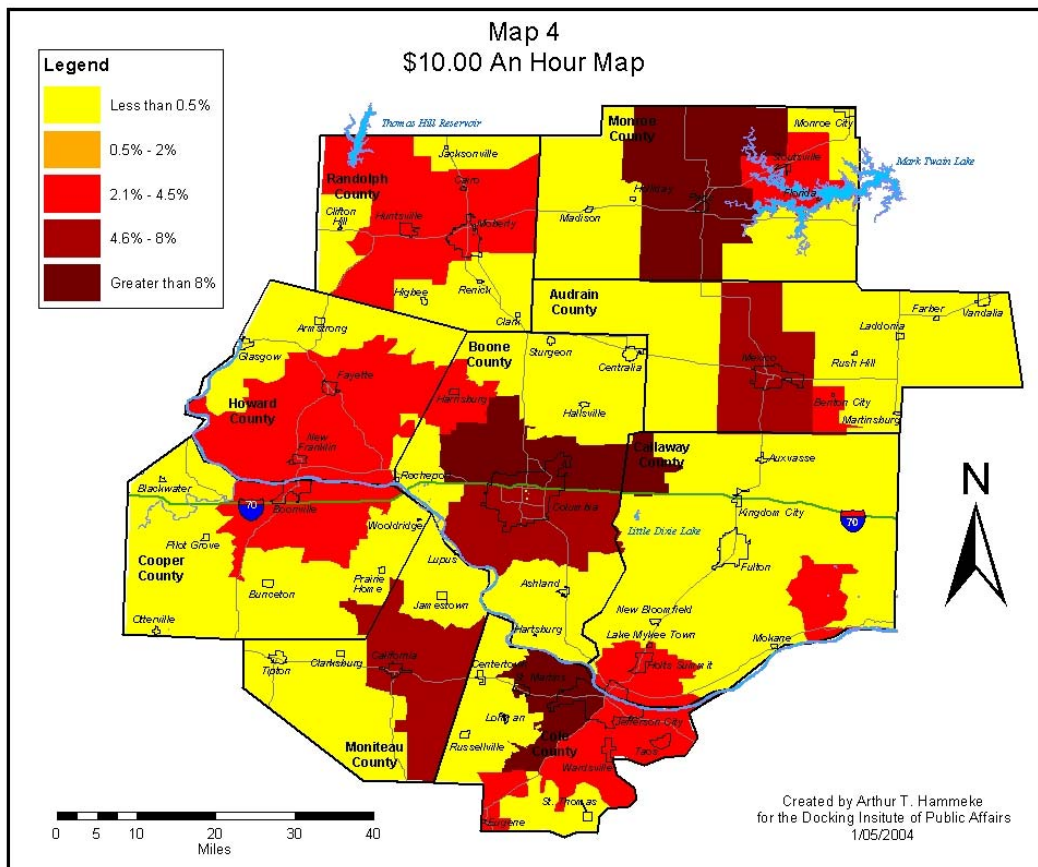 Map 4
$10.00 An Hour Map
Legend
Less than 0.5%
0.5% - 2%
2.1% - 4.5%
4.6% - 8%
Greater than 8%
Thomas Hill Reservoir
Jacksonville
Randolph
County
Cairo
Clifton
Hill
Huntsville
Moberly
Higbee
Renick
Clark
Monroe
County
Monroe City
Stoutsville
Mark Twain Lake
Florida
Holliday
Paris
Madison
Audrain
County
Farber
Vandalia
Laddonia
Mexico
Rush Hill
Benton City
Martinsburg
Armstrong
Glasgow
Fayette
Howard
County
New
Franklin
Boone
County
Sturgeon
Centralia
Harrisburg
Hallsville
Rocheport
Columbia
Callaway
County
Auxvasse
Kingdom City
70
Little Dixie Lake
Fulton
New Bloomfield
Lake Mykee Town
Mokane
Holts Summit
Blackwater
70
Boonville
Wooldridge
Pilot Grove
Cooper
County
Bunceton
Prairie
Home
Otterville
Lupus
Jamestown
Ashland
Hartsburg
California
Clarksburg
Tipton
Moniteau
County
Centertown
St. Martins
Lohman
Russellville
Cole
County
Jefferson City
Taos
Wardsville
St. Thomas
Eugene
N
0 5 10 20 30 40
Miles
Created by Arthur T. Hammeke
for the Docking Insitute of Public Affairs
1/05/2004